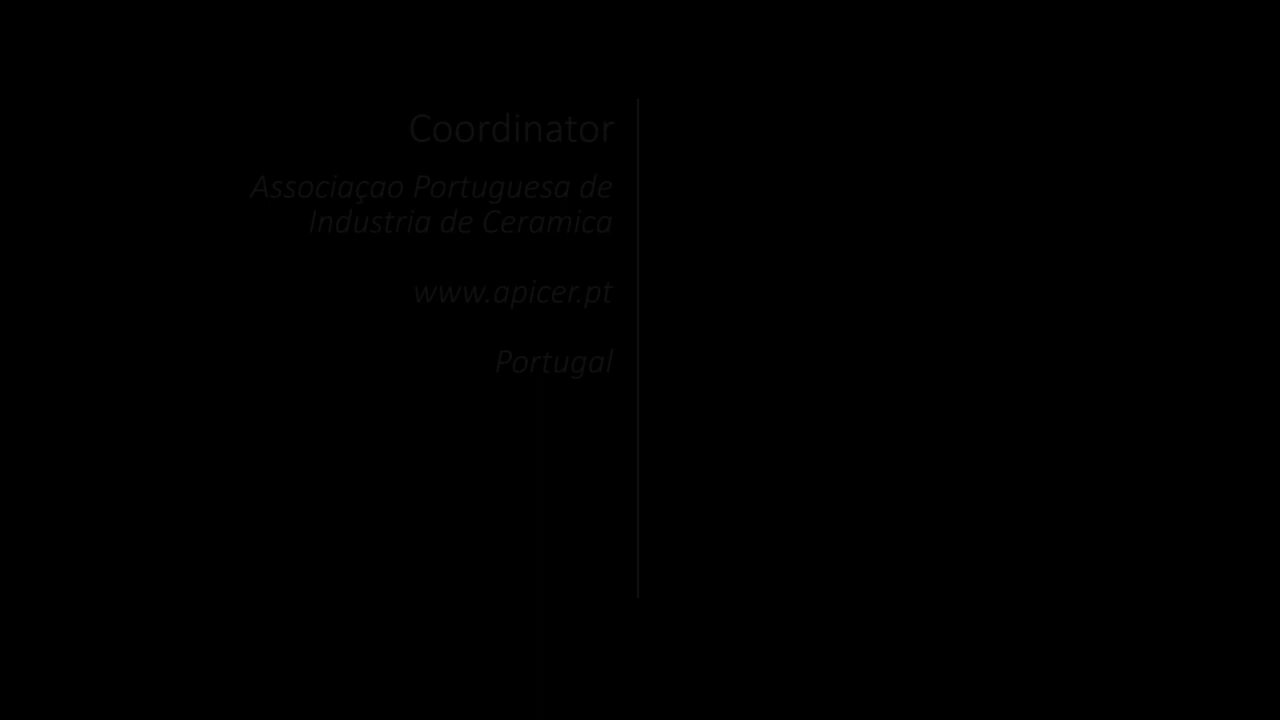 Coordinator
Associaçao Portuguesa de
Industria de Ceramica
www.apicer.pt
Portugal